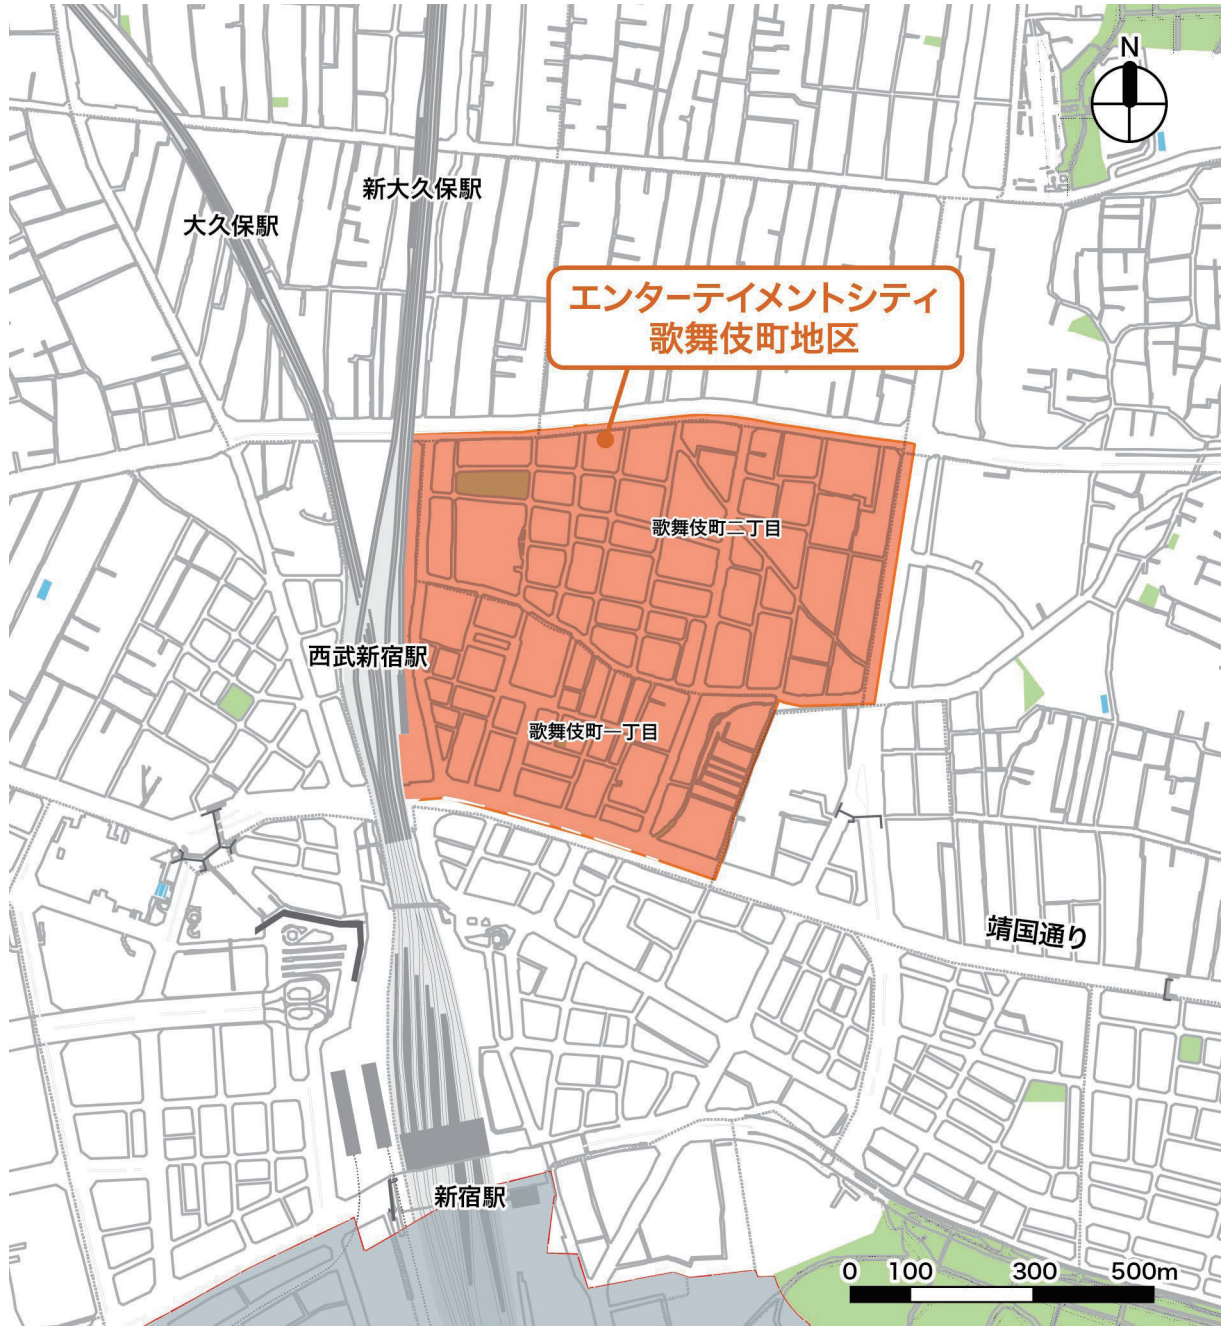 N
新大久保駅
大久保駅
エンターテイメントシティ
歌舞伎町地区
歌舞伎町二丁目
西武新宿駅
歌舞伎町一丁目
靖国通り
新宿駅
0 100 300 500m